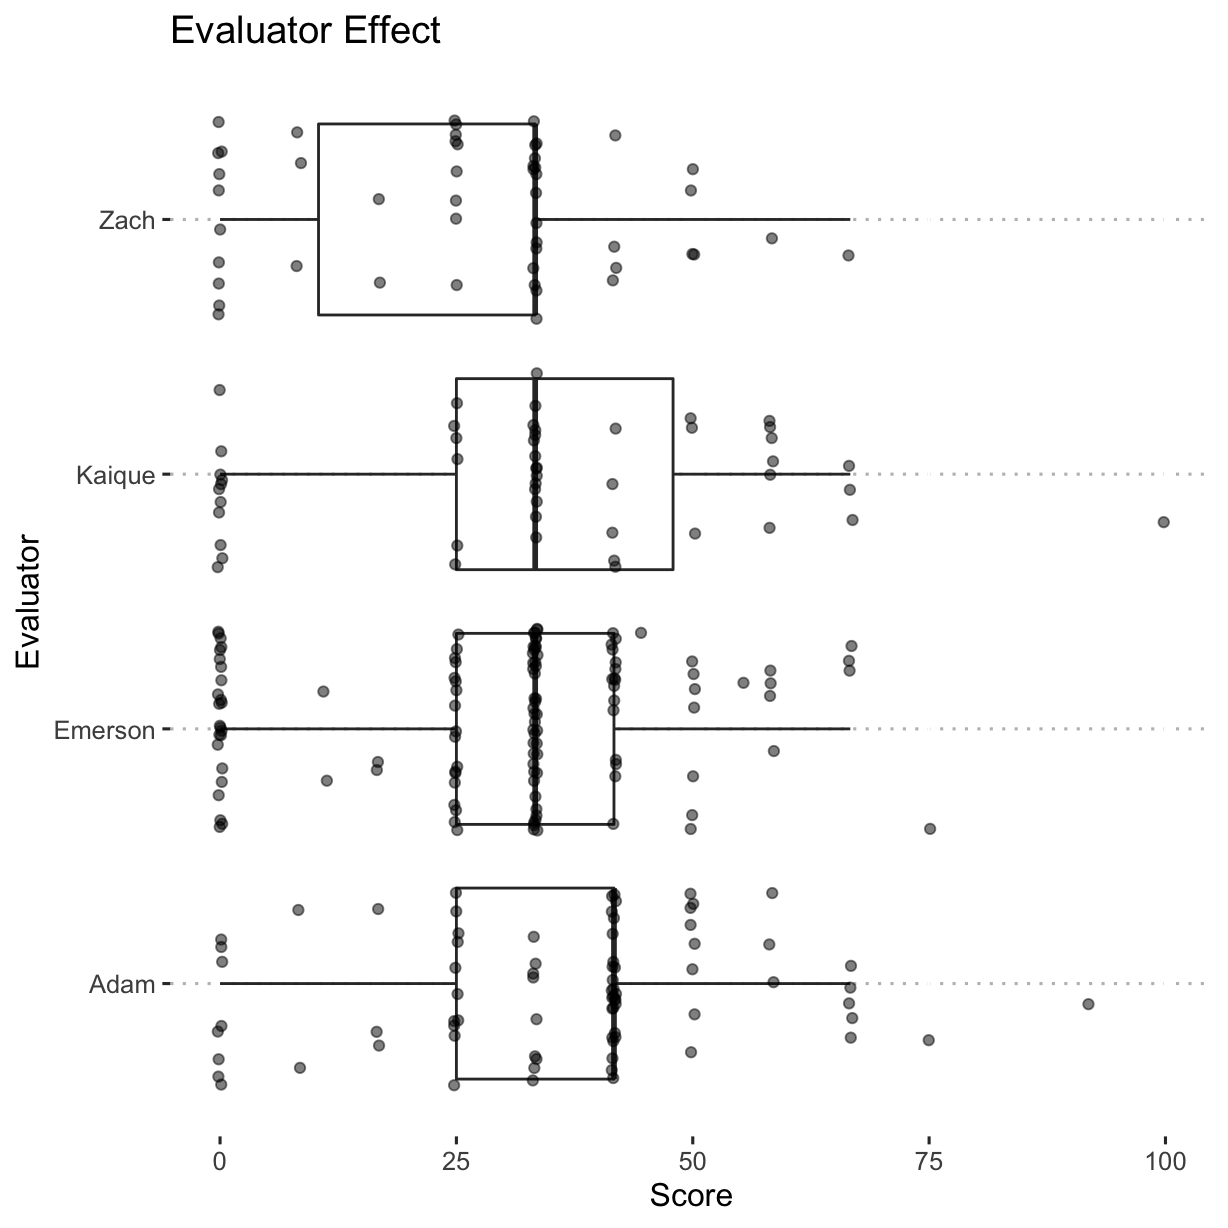 Evaluator Effect
Zach
Kaique
Emerson
Adam
Evaluator
0 25 50 75 100
Score